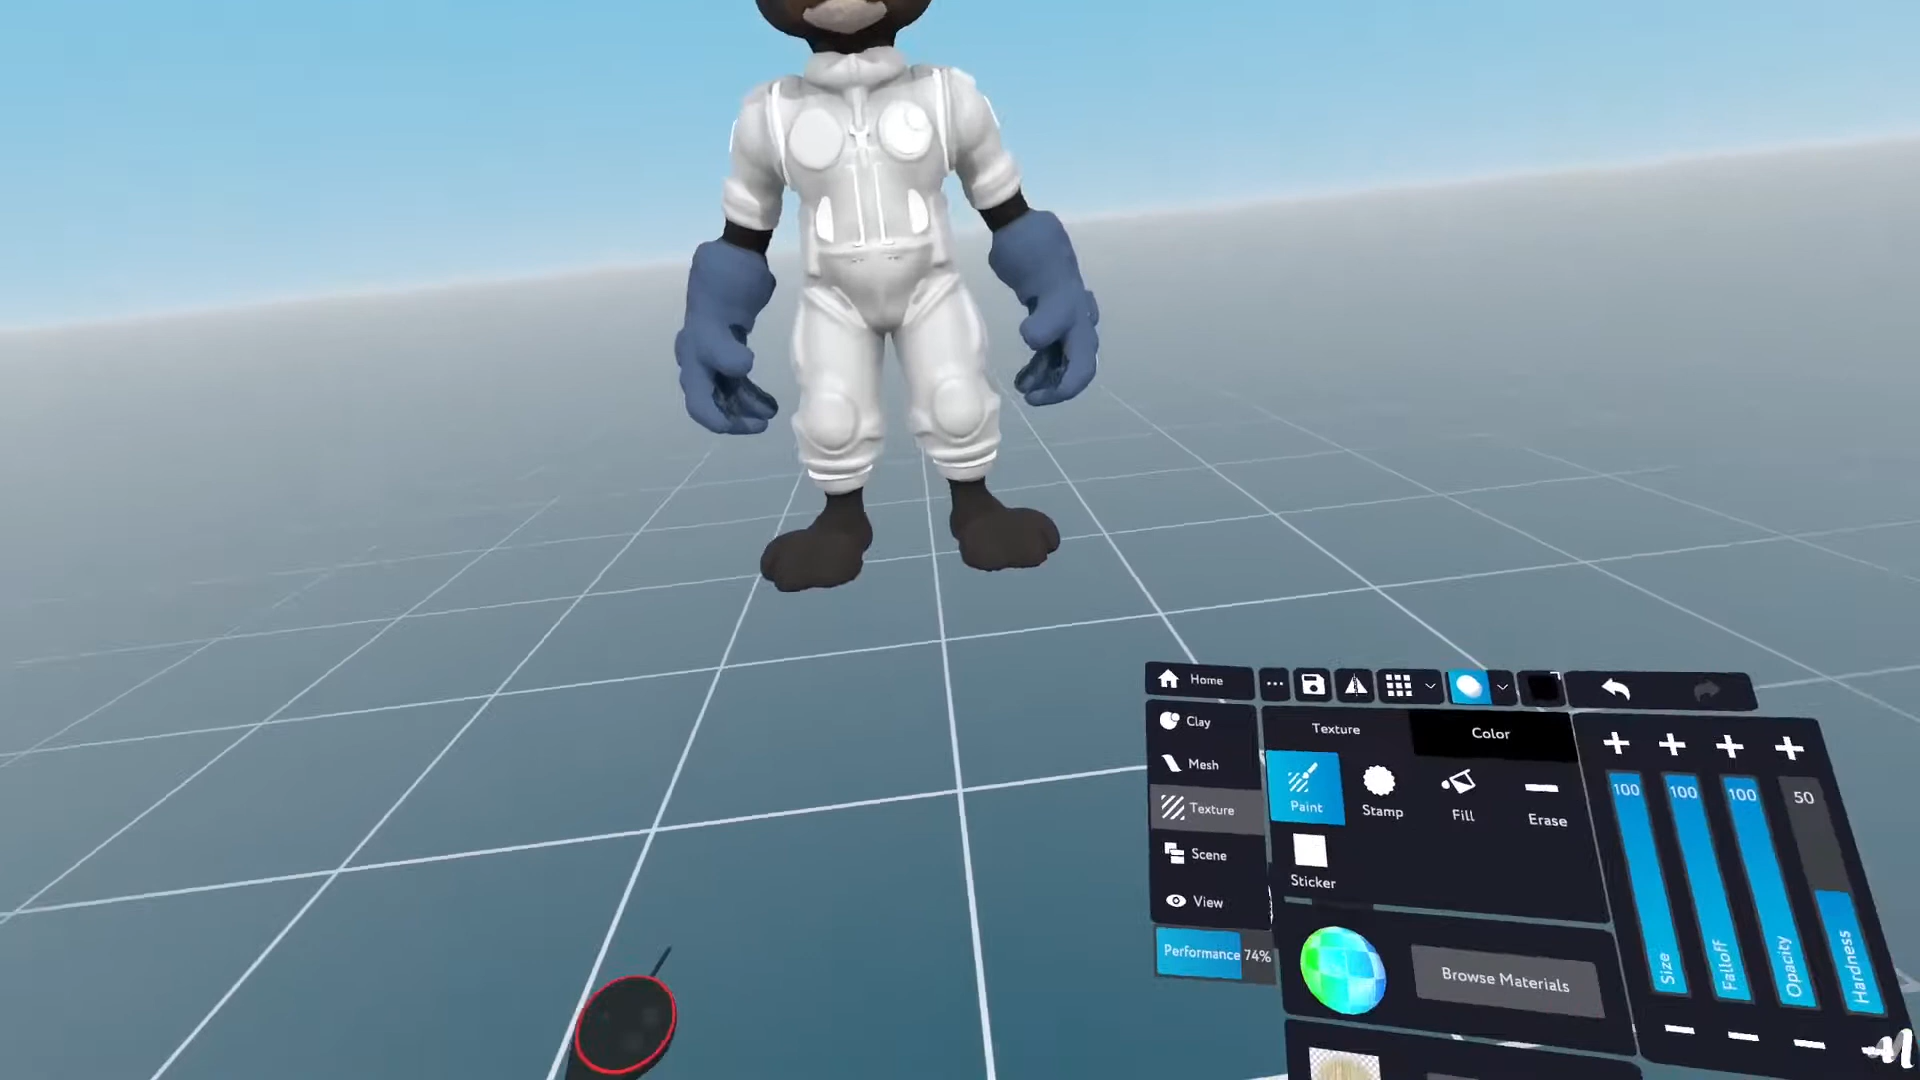 Home
...
Clay
Mesh
Texture
Scene
View
Performance 74%
Texture
Color
Paint
Stamp
Fill
Erase
Sticker
Browse Materials
100
100
100
50
Size
Falloff
Opacity
Hardness